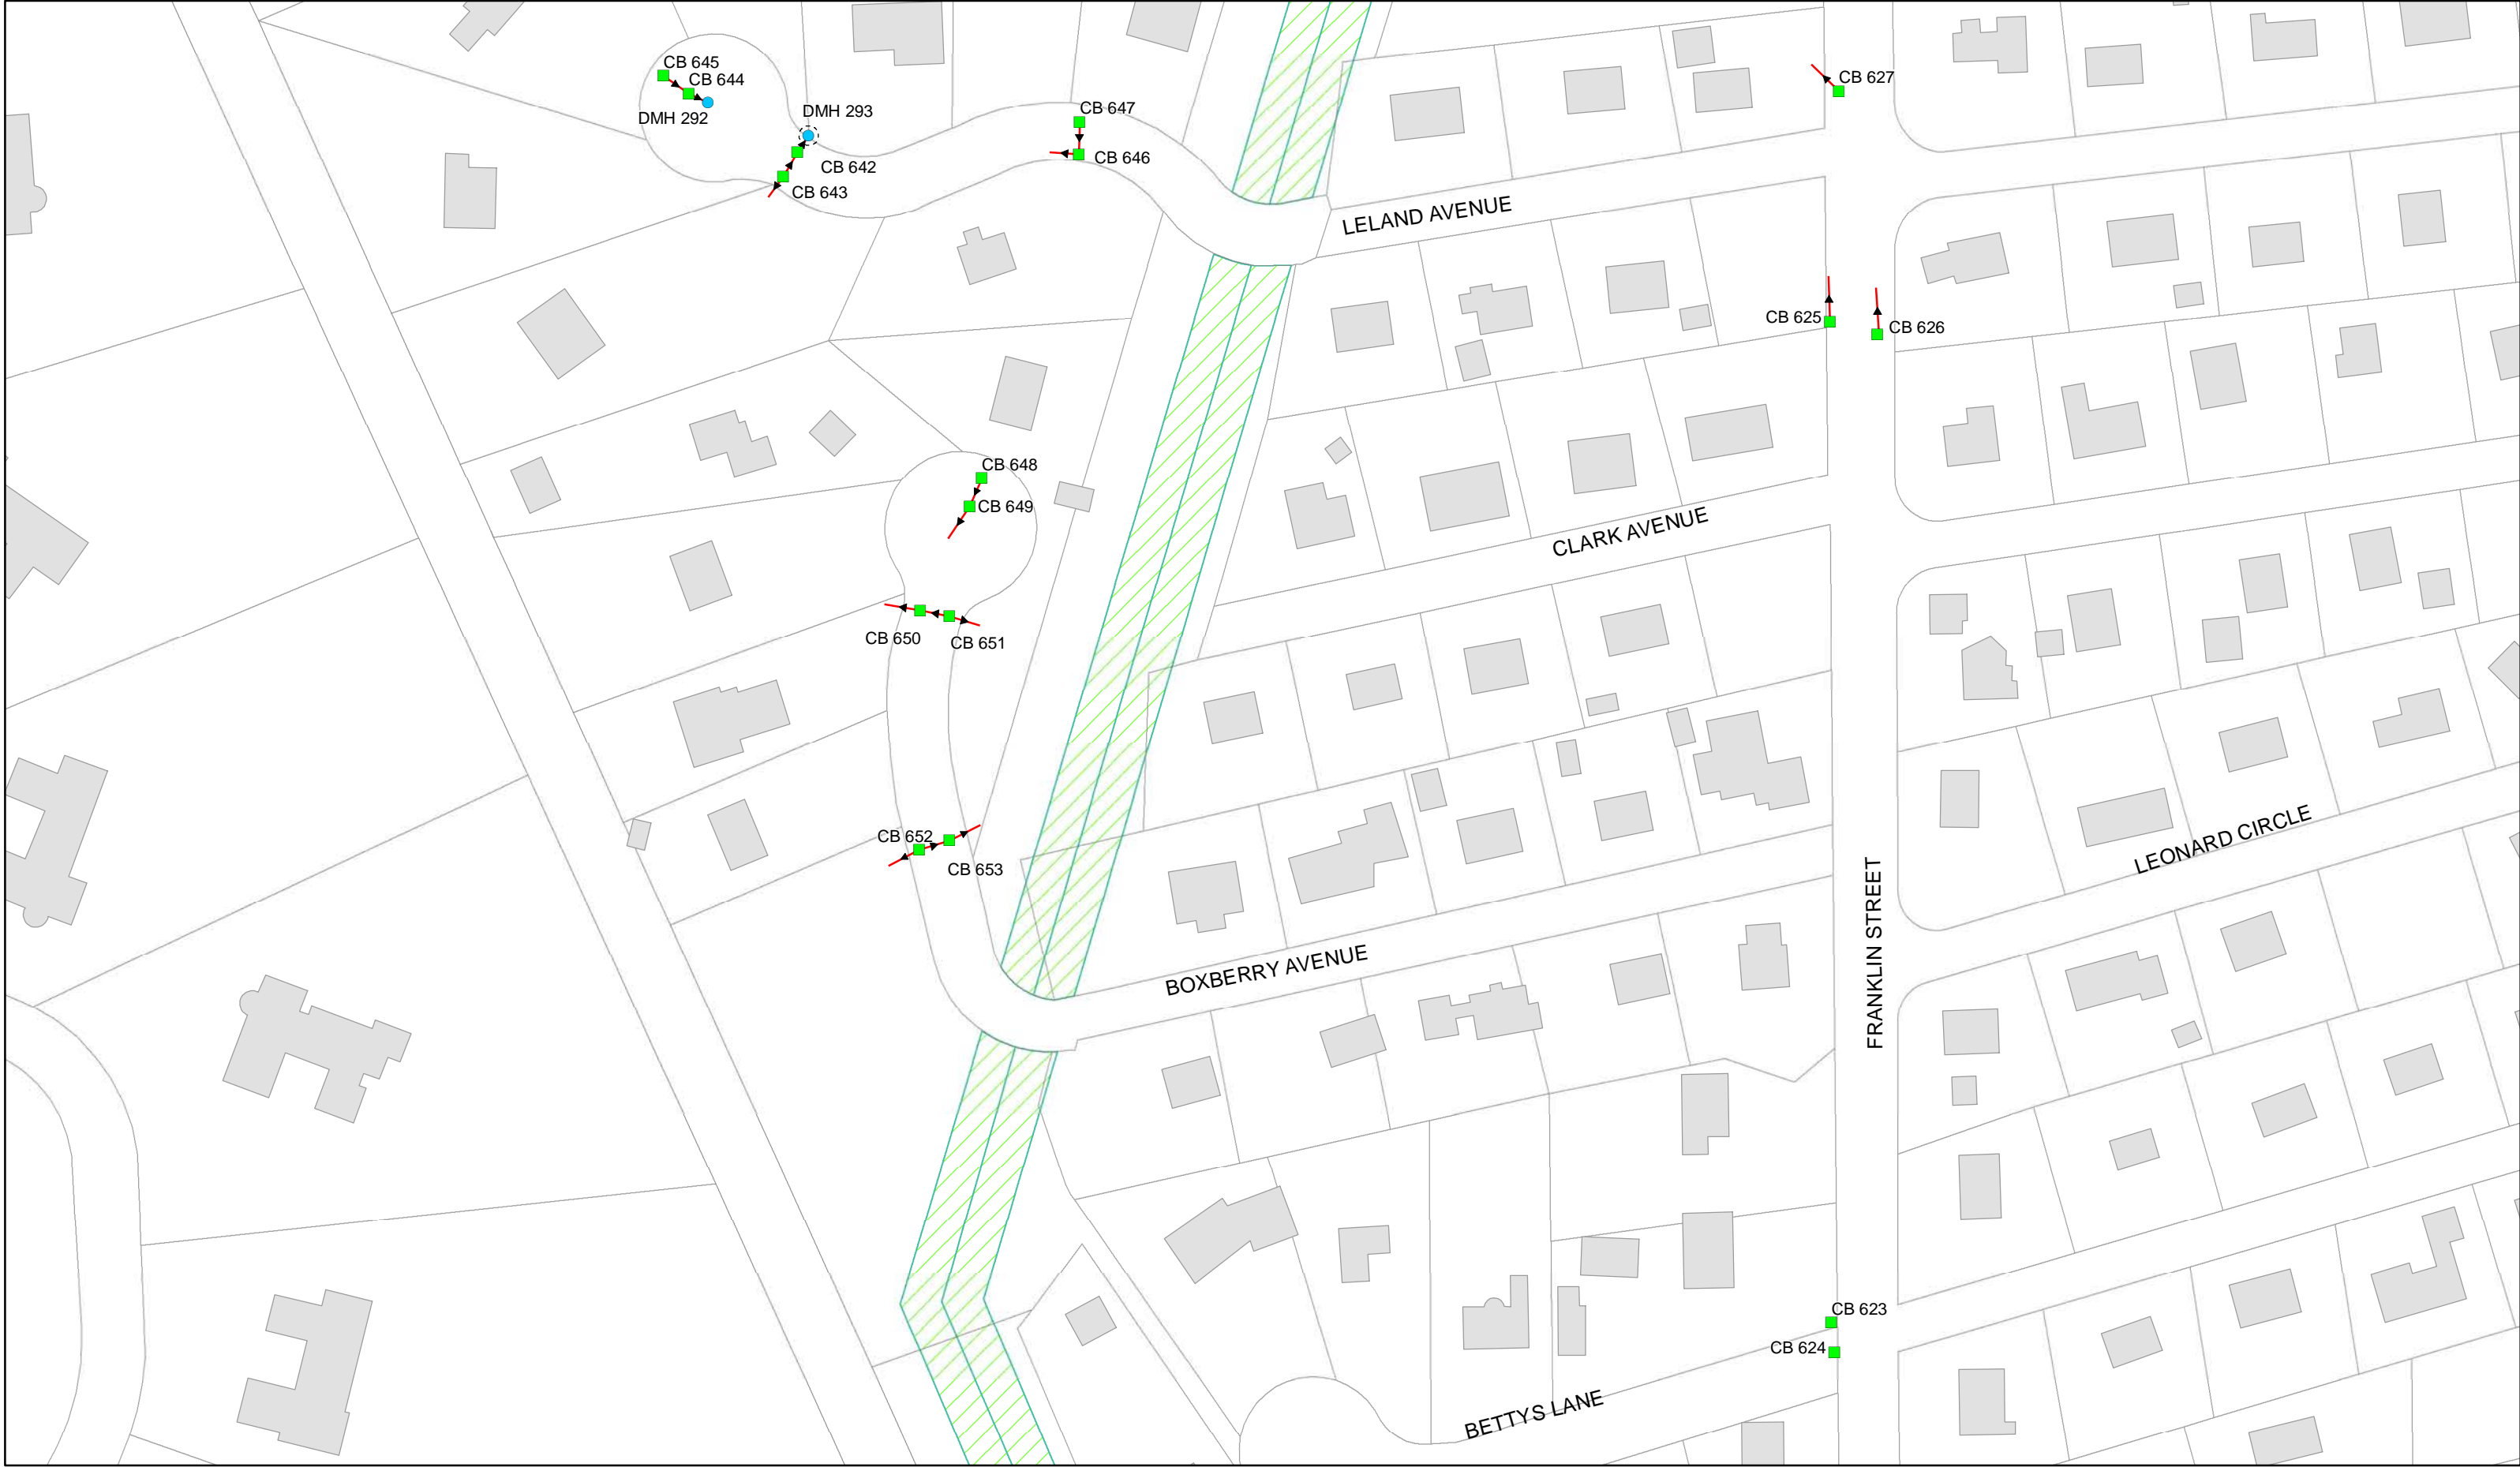 CB 645
CB 644
CB 627
DMH 293
CB 647
DMH 292
CB 646
CB 642
CB 643
LELAND AVENUE
CB 625
CB 626
CB 648
CB 649
CLARK AVENUE
CB 650
CB 651
CB 652
CB 653
LEONARD CIRCLE
FRANKLIN STREET
BOXBERRY AVENUE
CB 623
CB 624
BETTYS LANE